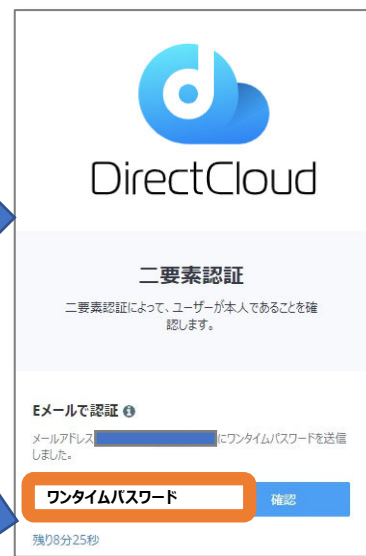 DirectCloud
二要素認証
二要素認証によって、ユーザーが本人であることを確
認します。
Eメールで認証
メールアドレス にワンタイムパスワードを送信
しました。
ワンタイムパスワード 確認
残り8分25秒